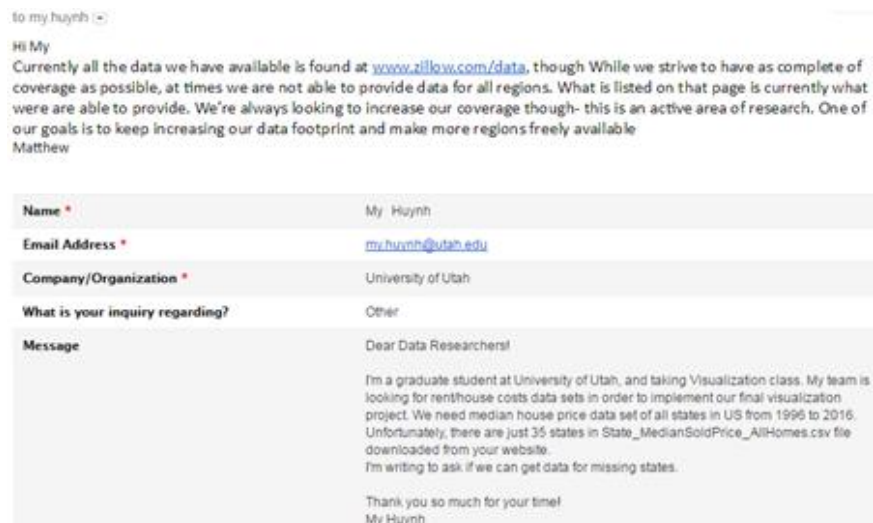 to my.huynh
Hi My
Currently all the data we have available is found at www.zillow.com/data, though While we strive to have as complete of
coverage as possible, at times we are not able to provide data for all regions. What is listed on that page is currently what
were are able to provide. We're always looking to increase our coverage though- this is an active area of research. One of
our goals is to keep increasing our data footprint and make more regions freely available
Matthew
Name * My Huynh
Email Address * my.huynh@utah.edu
Company/Organization * University of Utah
What is your inquiry regarding? Other
Message Dear Data Researchers!
I'm a graduate student at University of Utah, and taking Visualization class. My team is
looking for rent/house costs data sets in order to implement our final visualization
project. We need median house price data set of all states in US from 1996 to 2016.
Unfortunately, there are just 35 states in State_MedianSoldPrice_AllHomes.csv file
downloaded from your website.
I'm writing to ask if we can get data for missing states.
Thank you so much for your time!
My Huynh